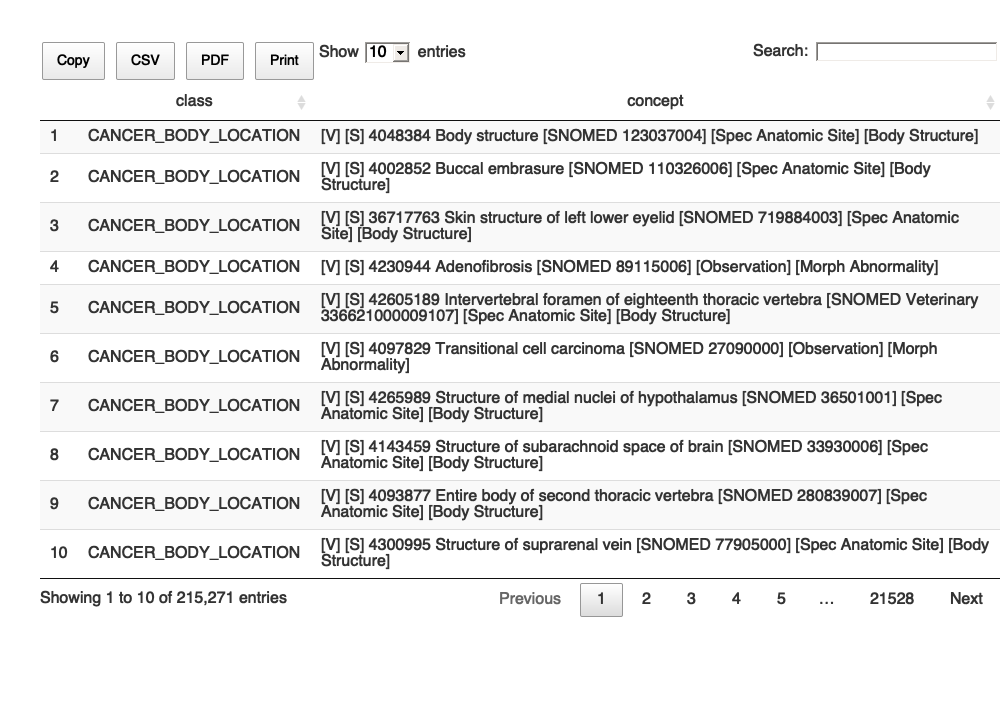 Copy CSV PDF Print Show 10 entries Search:
class concept
1 CANCER_BODY_LOCATION [V] [S] 4048384 Body structure [SNOMED 123037004] [Spec Anatomic Site] [Body Structure]
2 CANCER_BODY_LOCATION [V] [S] 4002852 Buccal embrasure [SNOMED 110326006] [Spec Anatomic Site] [Body
Structure]
3 CANCER_BODY_LOCATION [V] [S] 36717763 Skin structure of left lower eyelid [SNOMED 719884003] [Spec Anatomic
Site] [Body Structure]
4 CANCER_BODY_LOCATION [V] [S] 4230944 Adenofibrosis [SNOMED 89115006] [Observation] [Morph Abnormality]
5 CANCER_BODY_LOCATION [V] [S] 42605189 Intervertebral foramen of eighteenth thoracic vertebra [SNOMED Veterinary
336621000009107] [Spec Anatomic Site] [Body Structure]
6 CANCER_BODY_LOCATION [V] [S] 4097829 Transitional cell carcinoma [SNOMED 27090000] [Observation] [Morph
Abnormality]
7 CANCER_BODY_LOCATION [V] [S] 4265989 Structure of medial nuclei of hypothalamus [SNOMED 36501001] [Spec
Anatomic Site] [Body Structure]
8 CANCER_BODY_LOCATION [V] [S] 4143459 Structure of subarachnoid space of brain [SNOMED 33930006] [Spec
Anatomic Site] [Body Structure]
9 CANCER_BODY_LOCATION [V] [S] 4093877 Entire body of second thoracic vertebra [SNOMED 280839007] [Spec
Anatomic Site] [Body Structure]
10 CANCER_BODY_LOCATION [V] [S] 4300995 Structure of suprarenal vein [SNOMED 77905000] [Spec Anatomic Site] [Body
Structure]
Showing 1 to 10 of 215,271 entries Previous 1 2 3 4 5 … 21528 Next